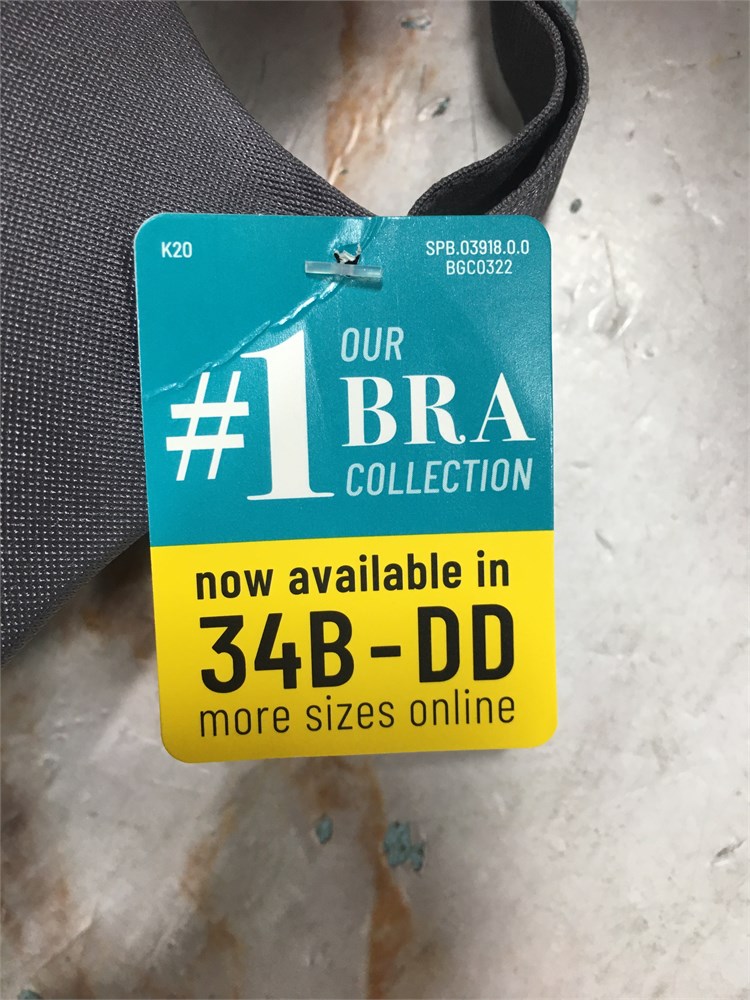 K20
SPB.03918.0.0
BGC0322
#1 OUR
BRA
COLLECTION
now available in
34B-DD
more sizes online